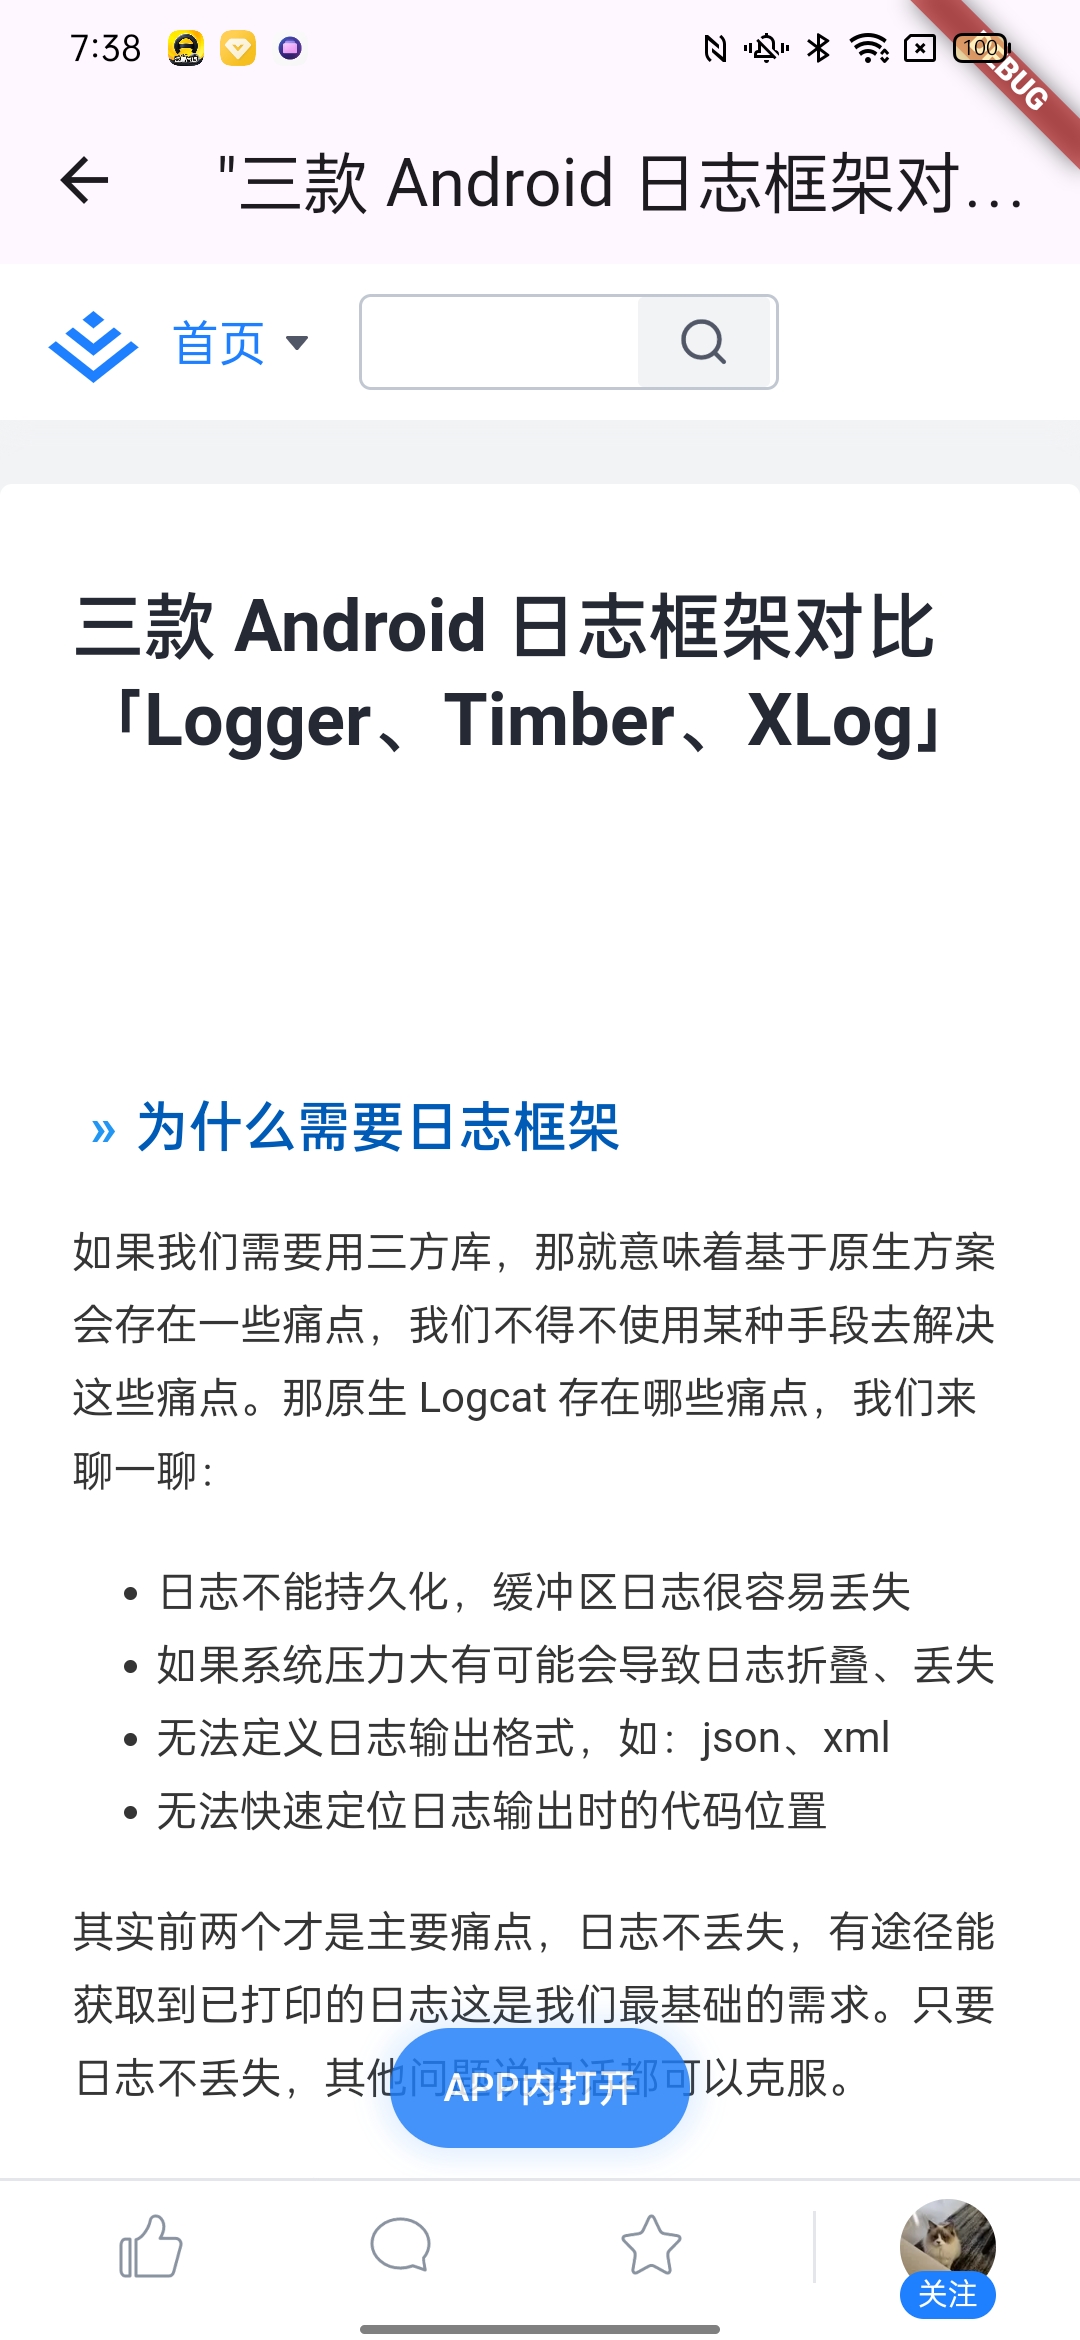 7:38
100
"三款 Android 日志框架对...
首页
三款 Android 日志框架对比
「Logger、Timber、XLog」
» 为什么需要日志框架
如果我们需要用三方库，那就意味着基于原生方案
会存在一些痛点，我们不得不使用某种手段去解决
这些痛点。那原生 Logcat 存在哪些痛点，我们来
聊一聊：
• 日志不能持久化，缓冲区日志很容易丢失
• 如果系统压力大有可能会导致日志折叠、丢失
• 无法定义日志输出格式，如：json、xml
• 无法快速定位日志输出时的代码位置
其实前两个才是主要痛点，日志不丢失，有途径能
获取到已打印的日志这是我们最基础的需求。只要
日志不丢失，其他问题说实话都可以克服。
APP内打开
关注